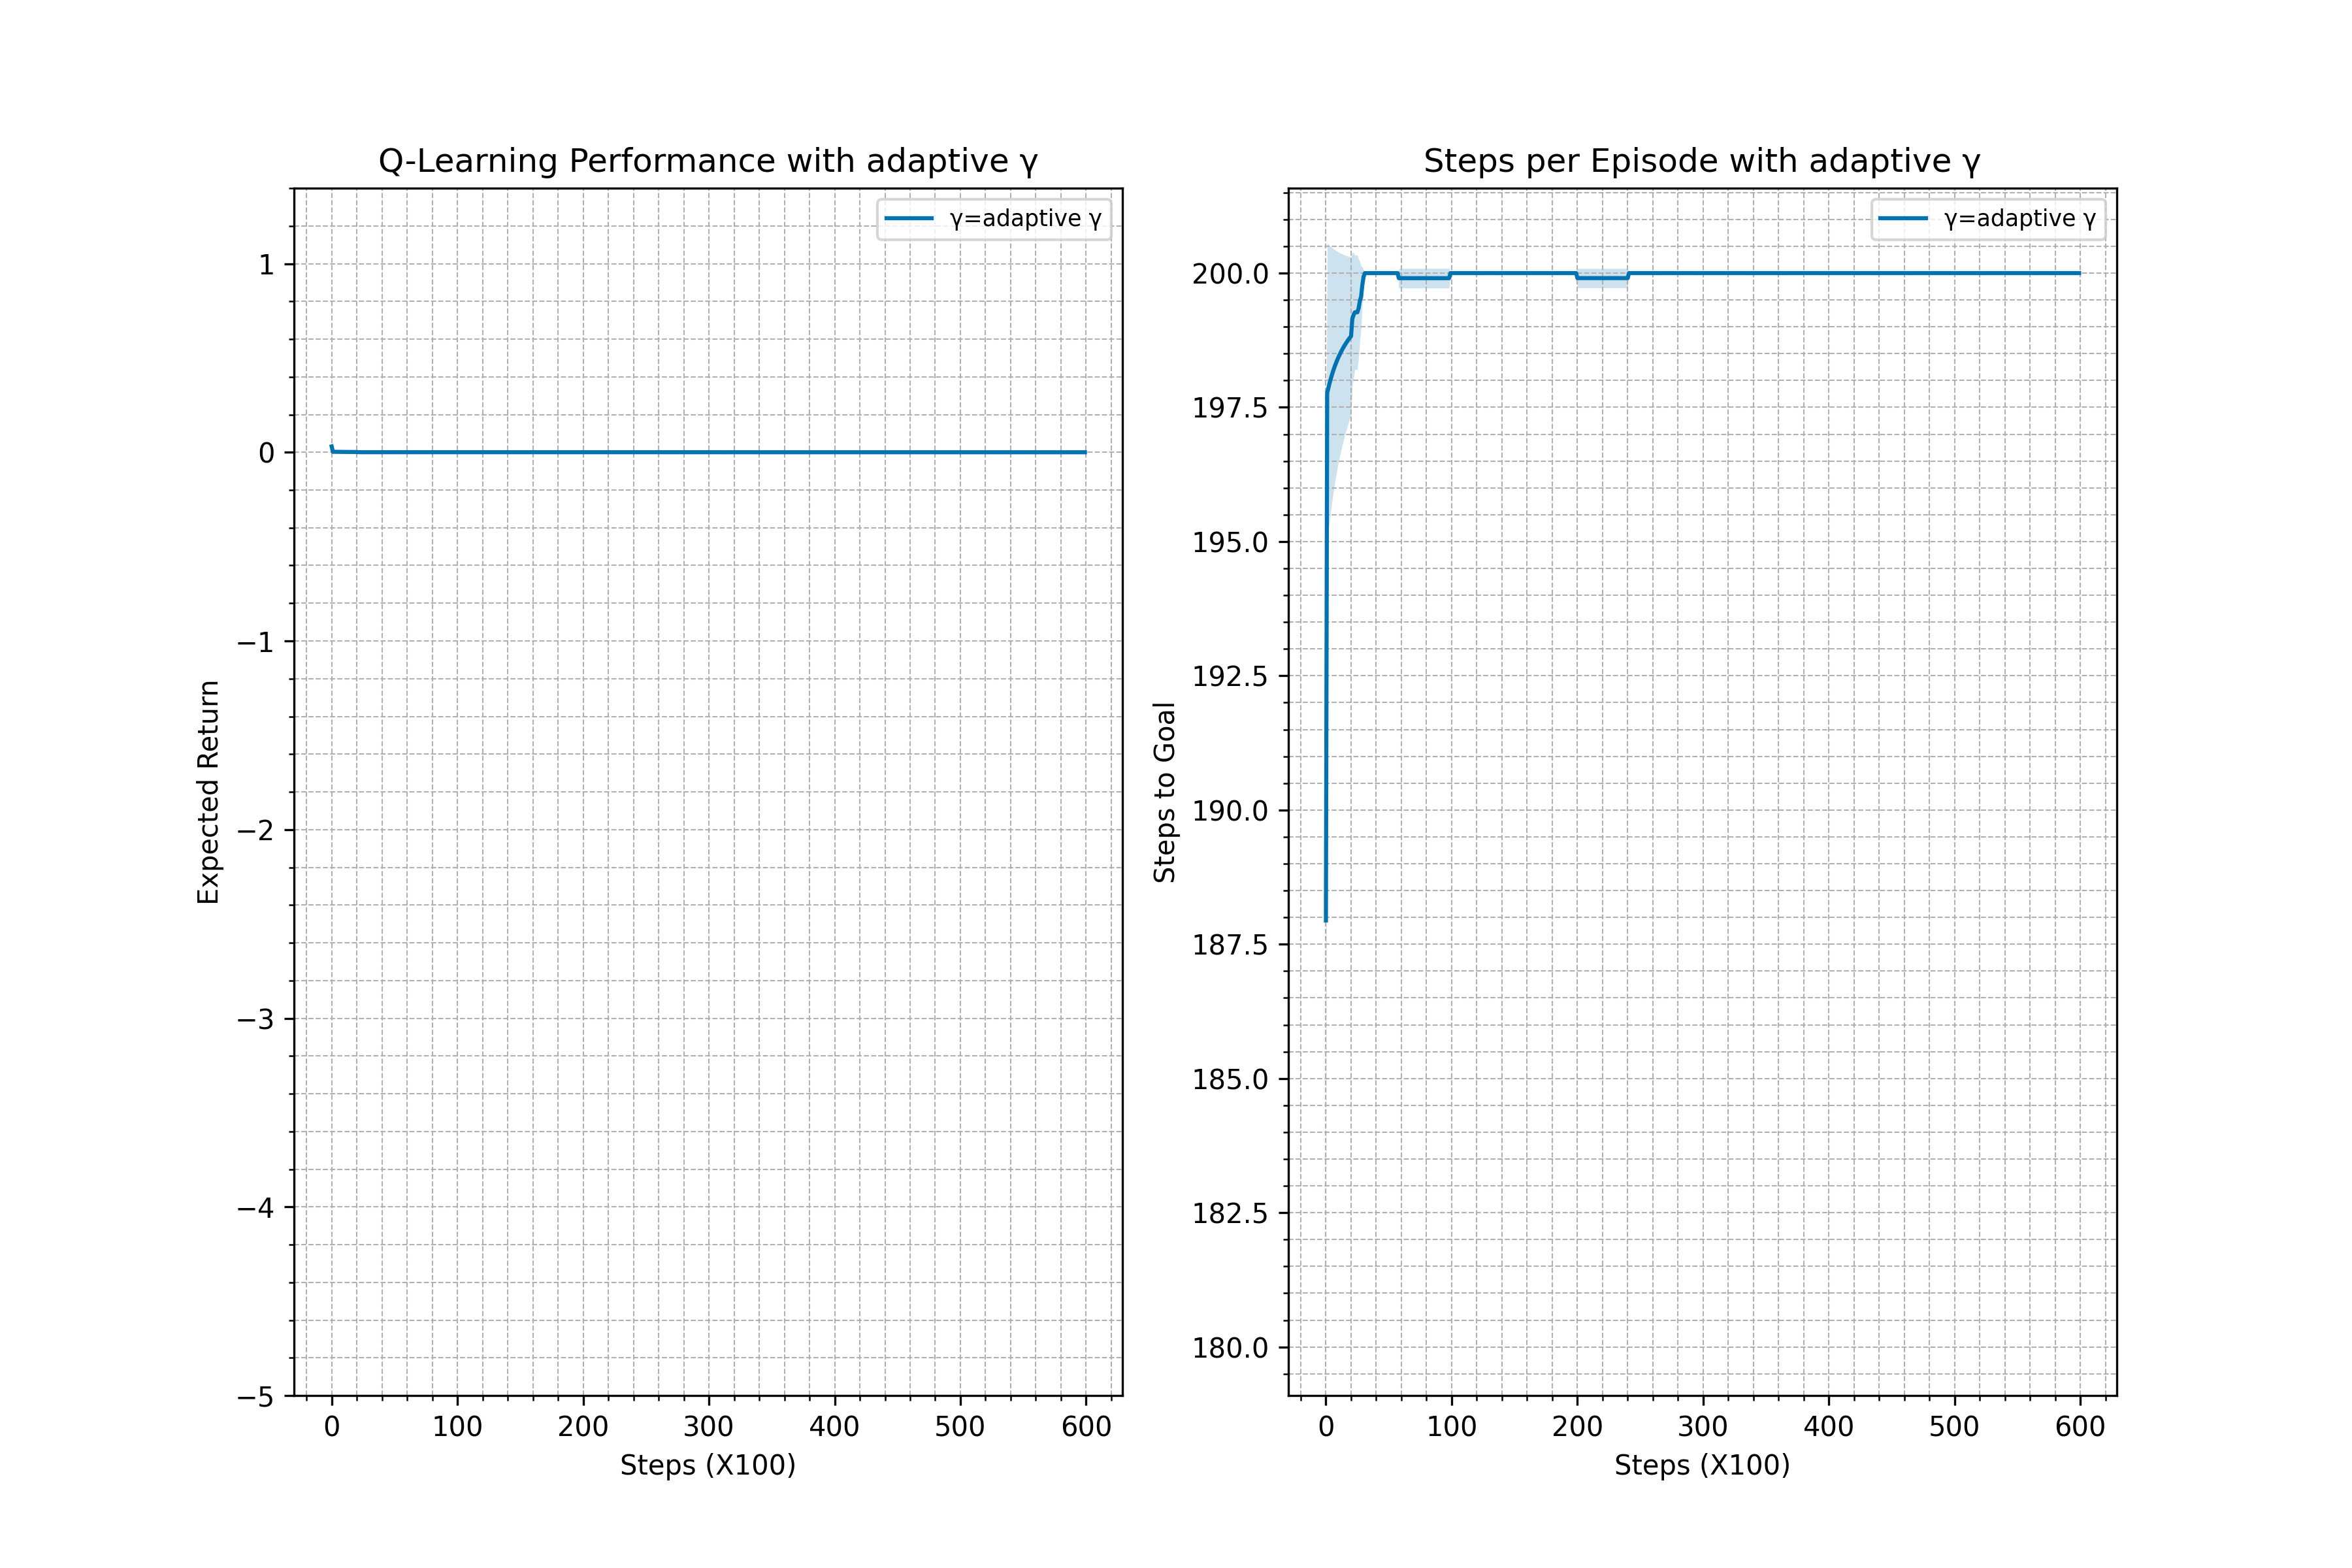 Q-Learning Performance with adaptive γ
γ=adaptive γ
1
0
−1
−2
−3
−4
−5
Expected Return
0 100 200 300 400 500 600
Steps (X100)
Steps per Episode with adaptive γ
γ=adaptive γ
200.0
197.5
195.0
192.5
190.0
187.5
185.0
182.5
180.0
Steps to Goal
0 100 200 300 400 500 600
Steps (X100)